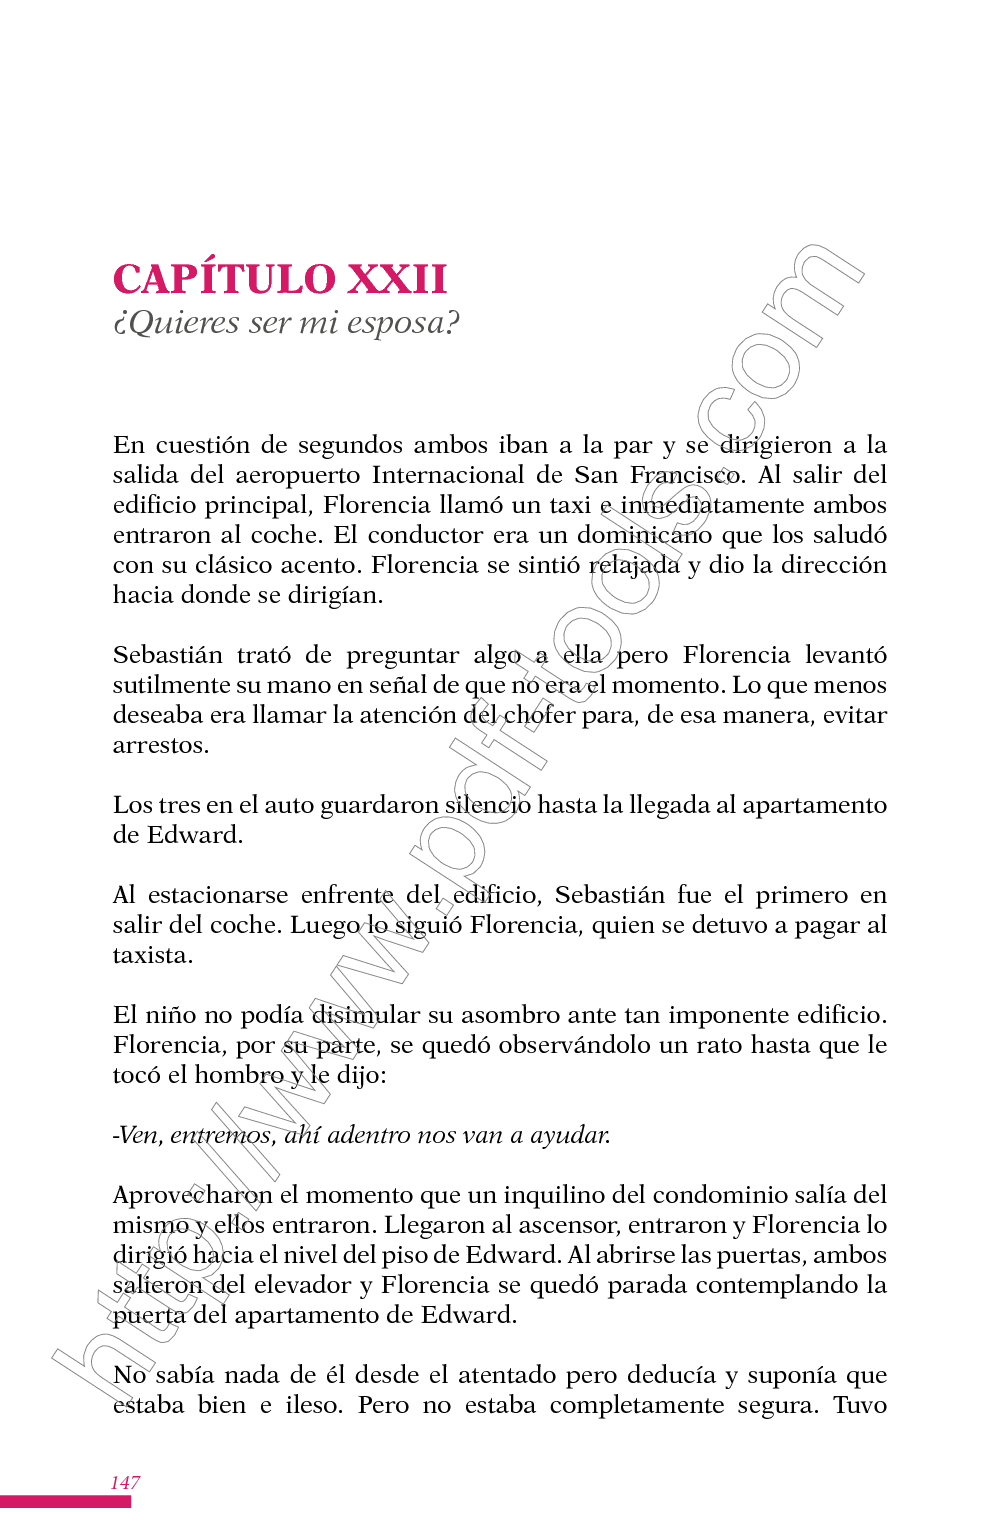 CAPÍTULO XXII
¿Quieres ser mi esposa?
En cuestión de segundos ambos iban a la par y se dirigieron a la
salida del aeropuerto Internacional de San Francisco. Al salir del
edificio principal, Florencia llamó un taxi e inmediatamente ambos
entraron al coche. El conductor era un dominicano que los saludó
con su clásico acento. Florencia se sintió relajada y dio la dirección
hacia donde se dirigían.
Sebastián trató de preguntar algo a ella pero Florencia levantó
sutilmente su mano en señal de que no era el momento. Lo que menos
deseaba era llamar la atención del chofer para, de esa manera, evitar
arrestos.
Los tres en el auto guardaron silencio hasta la llegada al apartamento
de Edward.
Al estacionarse enfrente del edificio, Sebastián fue el primero en
salir del coche. Luego lo siguió Florencia, quien se detuvo a pagar al
taxista.
El niño no podía disimular su asombro ante tan imponente edificio.
Florencia, por su parte, se quedó observándolo un rato hasta que le
tocó el hombro y le dijo:
-Ven, entremos, ahí adentro nos van a ayudar.
Aprovecharon el momento que un inquilino del condominio salía del
mismo y ellos entraron. Llegaron al ascensor, entraron y Florencia lo
dirigió hacia el nivel del piso de Edward. Al abrirse las puertas, ambos
salieron del elevador y Florencia se quedó parada contemplando la
puerta del apartamento de Edward.
No sabía nada de él desde el atentado pero deducía y suponía que
estaba bien e ileso. Pero no estaba completamente segura. Tuvo
147
http://www.pdf-tools.com